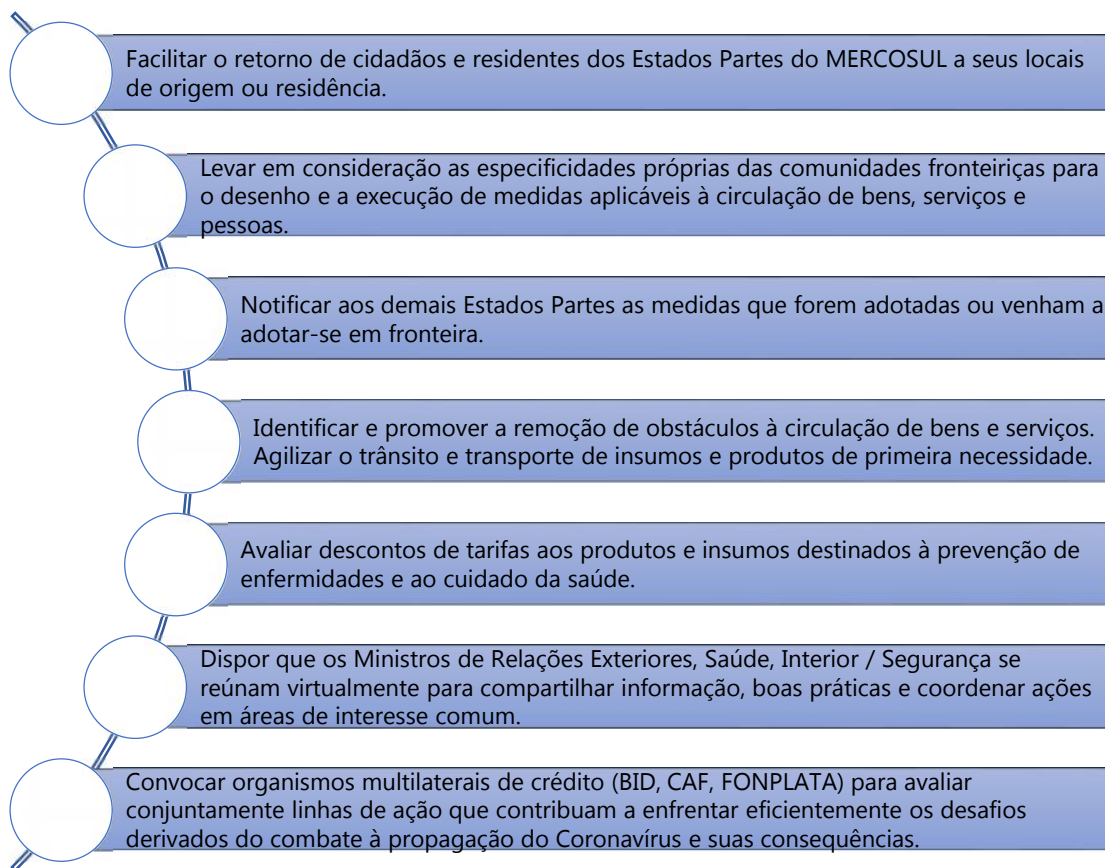 Facilitar o retorno de cidadãos e residentes dos Estados Partes do MERCOSUL a seus locais
de origem ou residência.
Levar em consideração as especificidades próprias das comunidades fronteiriças para
o desenho e a execução de medidas aplicáveis à circulação de bens, serviços e
pessoas.
Notificar aos demais Estados Partes as medidas que forem adotadas ou venham a
adotar-se em fronteira.
Identificar e promover a remoção de obstáculos à circulação de bens e serviços.
Agilizar o trânsito e transporte de insumos e produtos de primeira necessidade.
Avaliar descontos de tarifas aos produtos e insumos destinados à prevenção de
enfermidades e ao cuidado da saúde.
Dispor que os Ministros de Relações Exteriores, Saúde, Interior / Segurança se
reúnam virtualmente para compartilhar informação, boas práticas e coordenar ações
em áreas de interesse comum.
Convocar organismos multilaterais de crédito (BID, CAF, FONPLATA) para avaliar
conjuntamente linhas de ação que contribuam a enfrentar eficientemente os desafios
derivados do combate à propagação do Coronavírus e suas consequências.